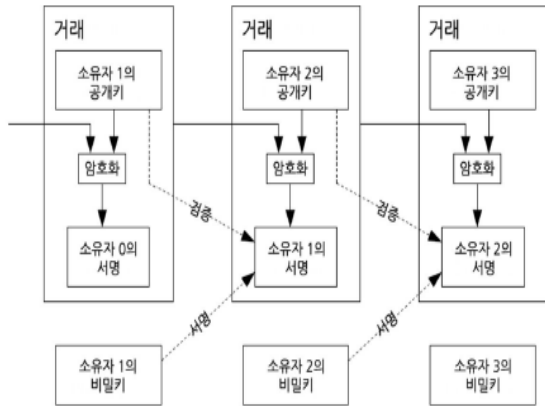 거래
소유자 1의
공개키
암호화
소유자 0의
서명
거래
소유자 2의
공개키
암호화
소유자 1의
서명
거래
소유자 3의
공개키
암호화
소유자 2의
서명
검증
검증
서명
서명
소유자 1의
비밀키
소유자 2의
비밀키
소유자 3의
비밀키